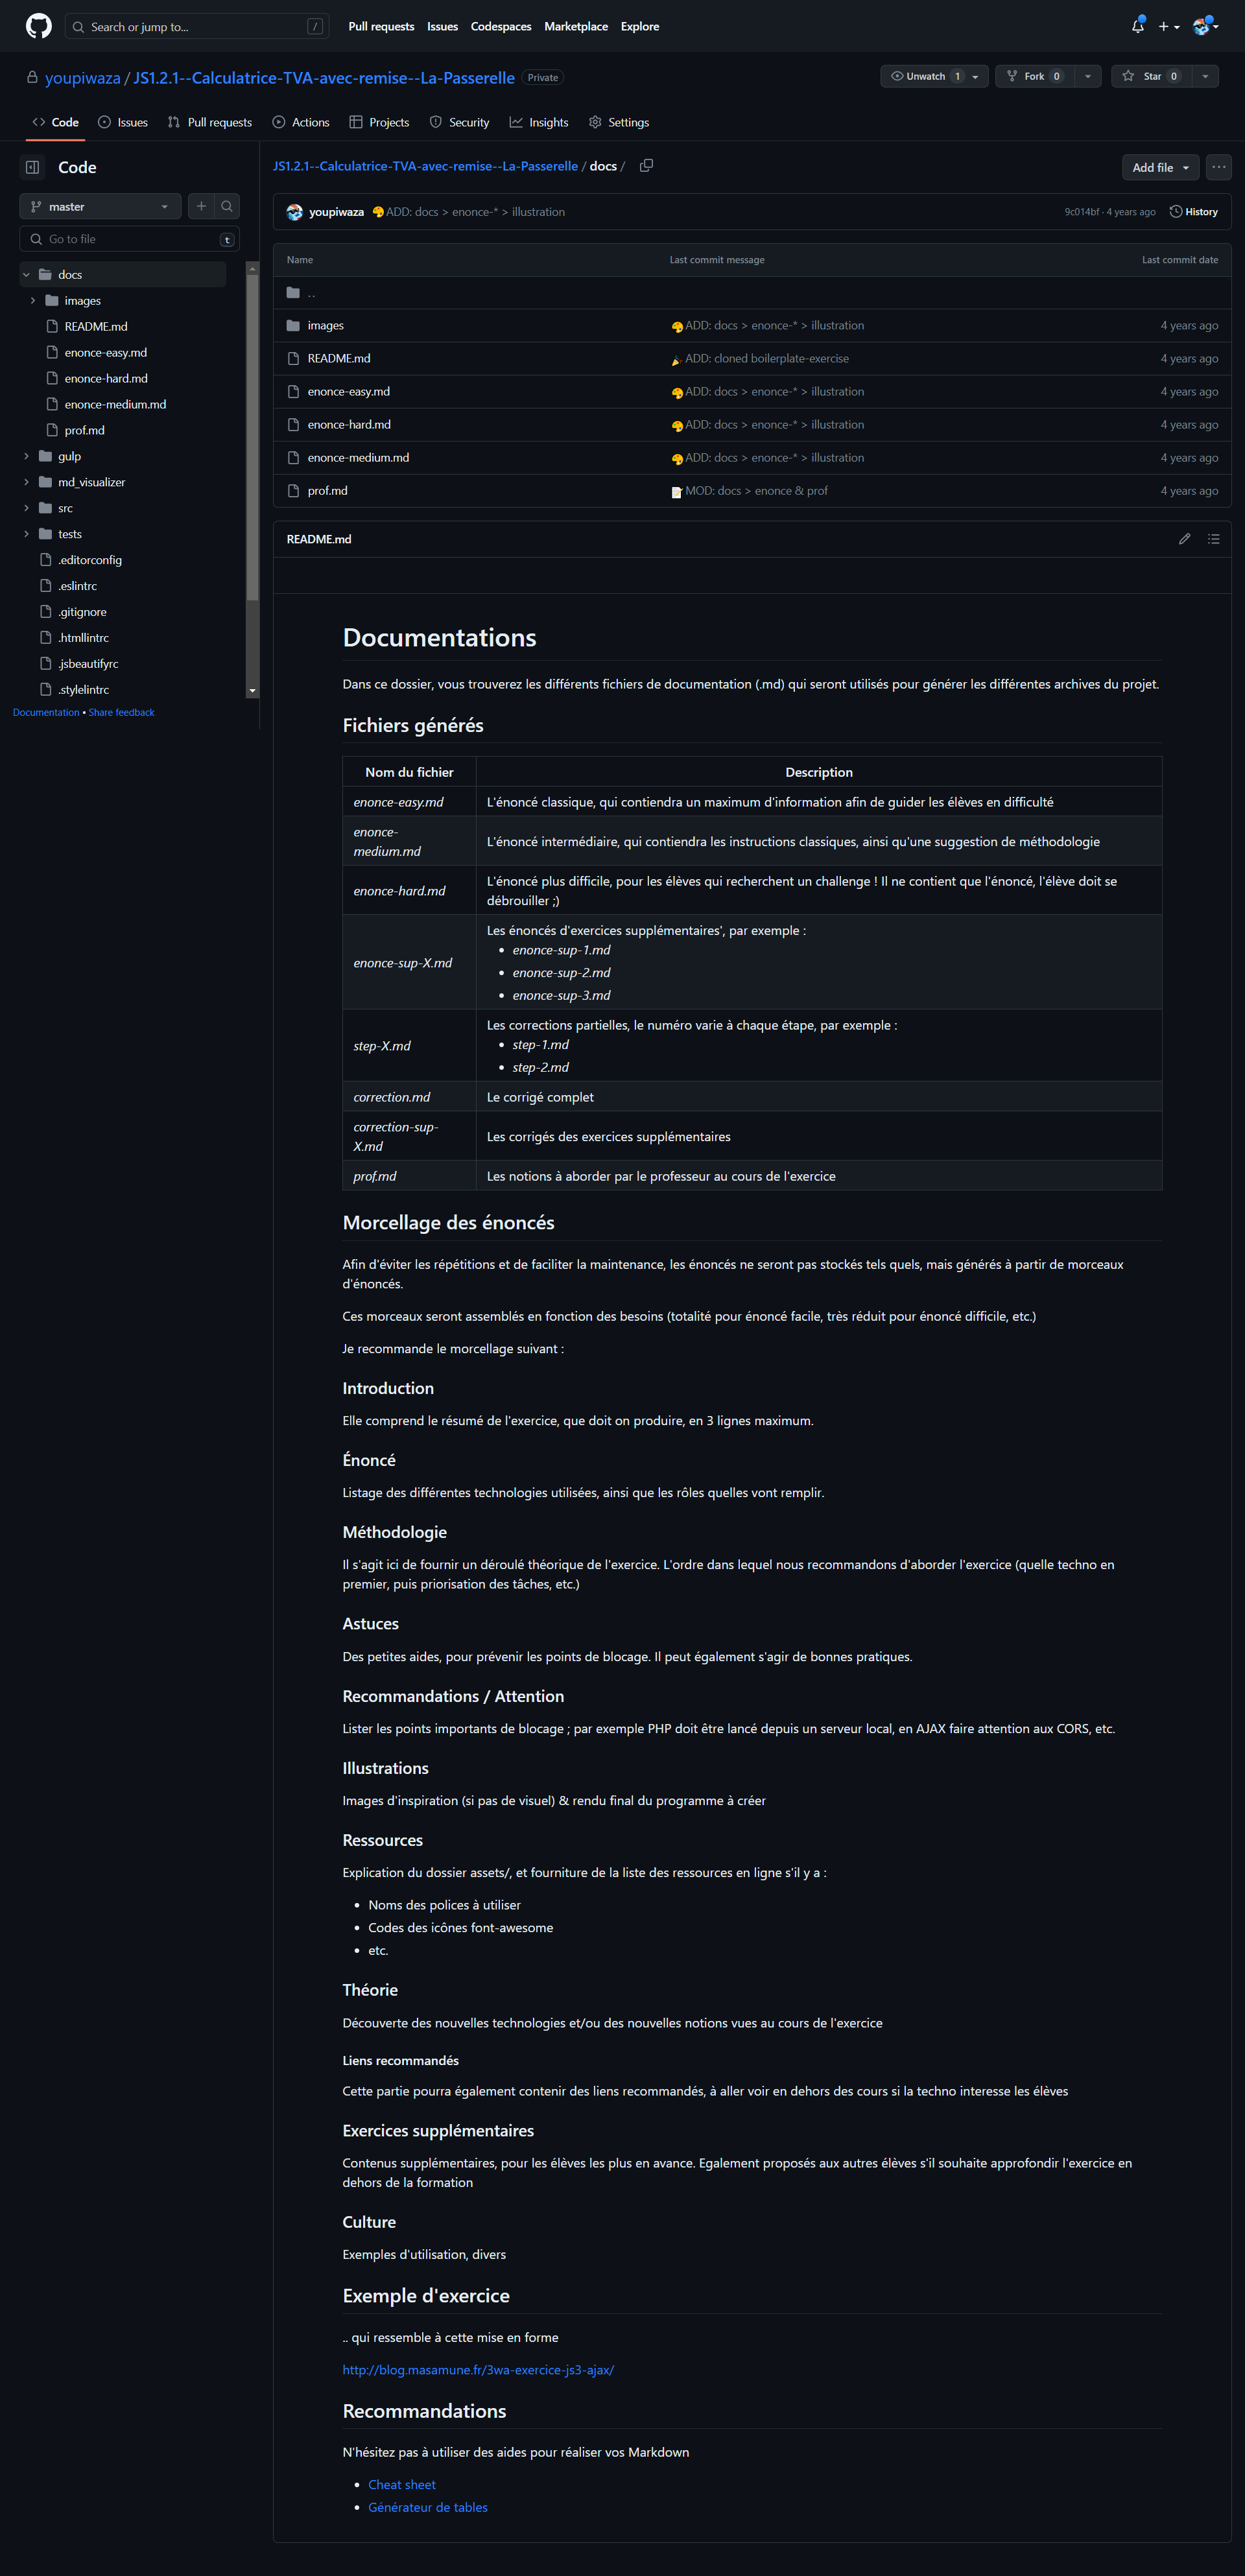 Search or jump to...
/
Pull requests
Issues
Codespaces
Marketplace
Explore
youpiwaza / JS1.2.1--Calculatrice-TVA-avec-remise--La-Passerelle
Private
Unwatch 1
Fork 0
Star 0
Code
Issues
Pull requests
Actions
Projects
Security
Insights
Settings
Code
master
Go to file
t
docs
images
README.md
enonce-easy.md
enonce-hard.md
enonce-medium.md
prof.md
gulp
md_visualizer
src
tests
.editorconfig
.eslintrc
.gitignore
.htmllintrc
.jsbeautifyrc
.stylelintrc
Documentation • Share feedback
JS1.2.1--Calculatrice-TVA-avec-remise--La-Passerelle / docs /
Add file
youpiwaza ADD: docs > enonce-* > illustration
9c014bf · 4 years ago
History
Name Last commit message Last commit date
..
images ADD: docs > enonce-* > illustration 4 years ago
README.md ADD: cloned boilerplate-exercise 4 years ago
enonce-easy.md ADD: docs > enonce-* > illustration 4 years ago
enonce-hard.md ADD: docs > enonce-* > illustration 4 years ago
enonce-medium.md ADD: docs > enonce-* > illustration 4 years ago
prof.md MOD: docs > enonce & prof 4 years ago
README.md
Documentations
Dans ce dossier, vous trouverez les différents fichiers de documentation (.md) qui seront utilisés pour générer les différentes archives du projet.
Fichiers générés
Nom du fichier Description
enonce-easy.md L'énoncé classique, qui contiendra un maximum d'information afin de guider les élèves en difficulté
enonce-
medium.md
L'énoncé intermédiaire, qui contiendra les instructions classiques, ainsi qu'une suggestion de méthodologie
enonce-hard.md
L'énoncé plus difficile, pour les élèves qui recherchent un challenge ! Il ne contient que l'énoncé, l'élève doit se
débrouiller ;)
enonce-sup-X.md
Les énoncés d'exercices supplémentaires', par exemple :
• enonce-sup-1.md
• enonce-sup-2.md
• enonce-sup-3.md
step-X.md
Les corrections partielles, le numéro varie à chaque étape, par exemple :
• step-1.md
• step-2.md
correction.md Le corrigé complet
correction-sup-
X.md
Les corrigés des exercices supplémentaires
prof.md Les notions à aborder par le professeur au cours de l'exercice
Morcellage des énoncés
Afin d'éviter les répétitions et de faciliter la maintenance, les énoncés ne seront pas stockés tels quels, mais générés à partir de morceaux
d'énoncés.
Ces morceaux seront assemblés en fonction des besoins (totalité pour énoncé facile, très réduit pour énoncé difficile, etc.)
Je recommande le morcellage suivant :
Introduction
Elle comprend le résumé de l'exercice, que doit on produire, en 3 lignes maximum.
Énoncé
Listage des différentes technologies utilisées, ainsi que les rôles quelles vont remplir.
Méthodologie
Il s'agit ici de fournir un déroulé théorique de l'exercice. L'ordre dans lequel nous recommandons d'aborder l'exercice (quelle techno en
premier, puis priorisation des tâches, etc.)
Astuces
Des petites aides, pour prévenir les points de blocage. Il peut également s'agir de bonnes pratiques.
Recommandations / Attention
Lister les points importants de blocage ; par exemple PHP doit être lancé depuis un serveur local, en AJAX faire attention aux CORS, etc.
Illustrations
Images d'inspiration (si pas de visuel) & rendu final du programme à créer
Ressources
Explication du dossier assets/, et fourniture de la liste des ressources en ligne s'il y a :
• Noms des polices à utiliser
• Codes des icônes font-awesome
• etc.
Théorie
Découverte des nouvelles technologies et/ou des nouvelles notions vues au cours de l'exercice
Liens recommandés
Cette partie pourra également contenir des liens recommandés, à aller voir en dehors des cours si la techno interesse les élèves
Exercices supplémentaires
Contenus supplémentaires, pour les élèves les plus en avance. Egalement proposés aux autres élèves s'il souhaite approfondir l'exercice en
dehors de la formation
Culture
Exemples d'utilisation, divers
Exemple d'exercice
.. qui ressemble à cette mise en forme
http://blog.masamune.fr/3wa-exercice-js3-ajax/
Recommandations
N'hésitez pas à utiliser des aides pour réaliser vos Markdown
• Cheat sheet
• Générateur de tables